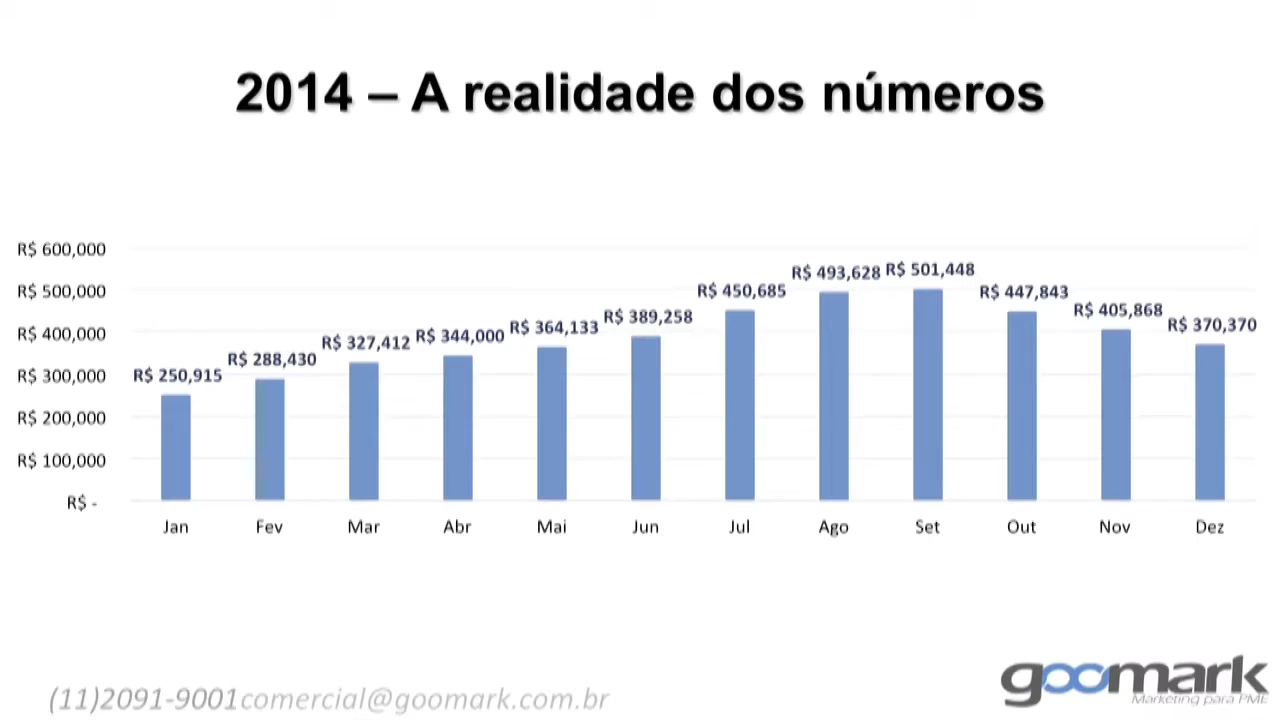 2014 – A realidade dos números
R$ 600,000
R$ 500,000
R$ 400,000
R$ 300,000
R$ 200,000
R$ 100,000
R$ -
R$ 250,915
R$ 288,430
R$ 327,412
R$ 344,000
R$ 364,133
R$ 389,258
R$ 450,685
R$ 493,628
R$ 501,448
R$ 447,843
R$ 405,868
R$ 370,370
Jan Fev Mar Abr Mai Jun Jul Ago Set Out Nov Dez
(11)2091-9001comercial@goomark.com.br
goomark
Marketing para PME